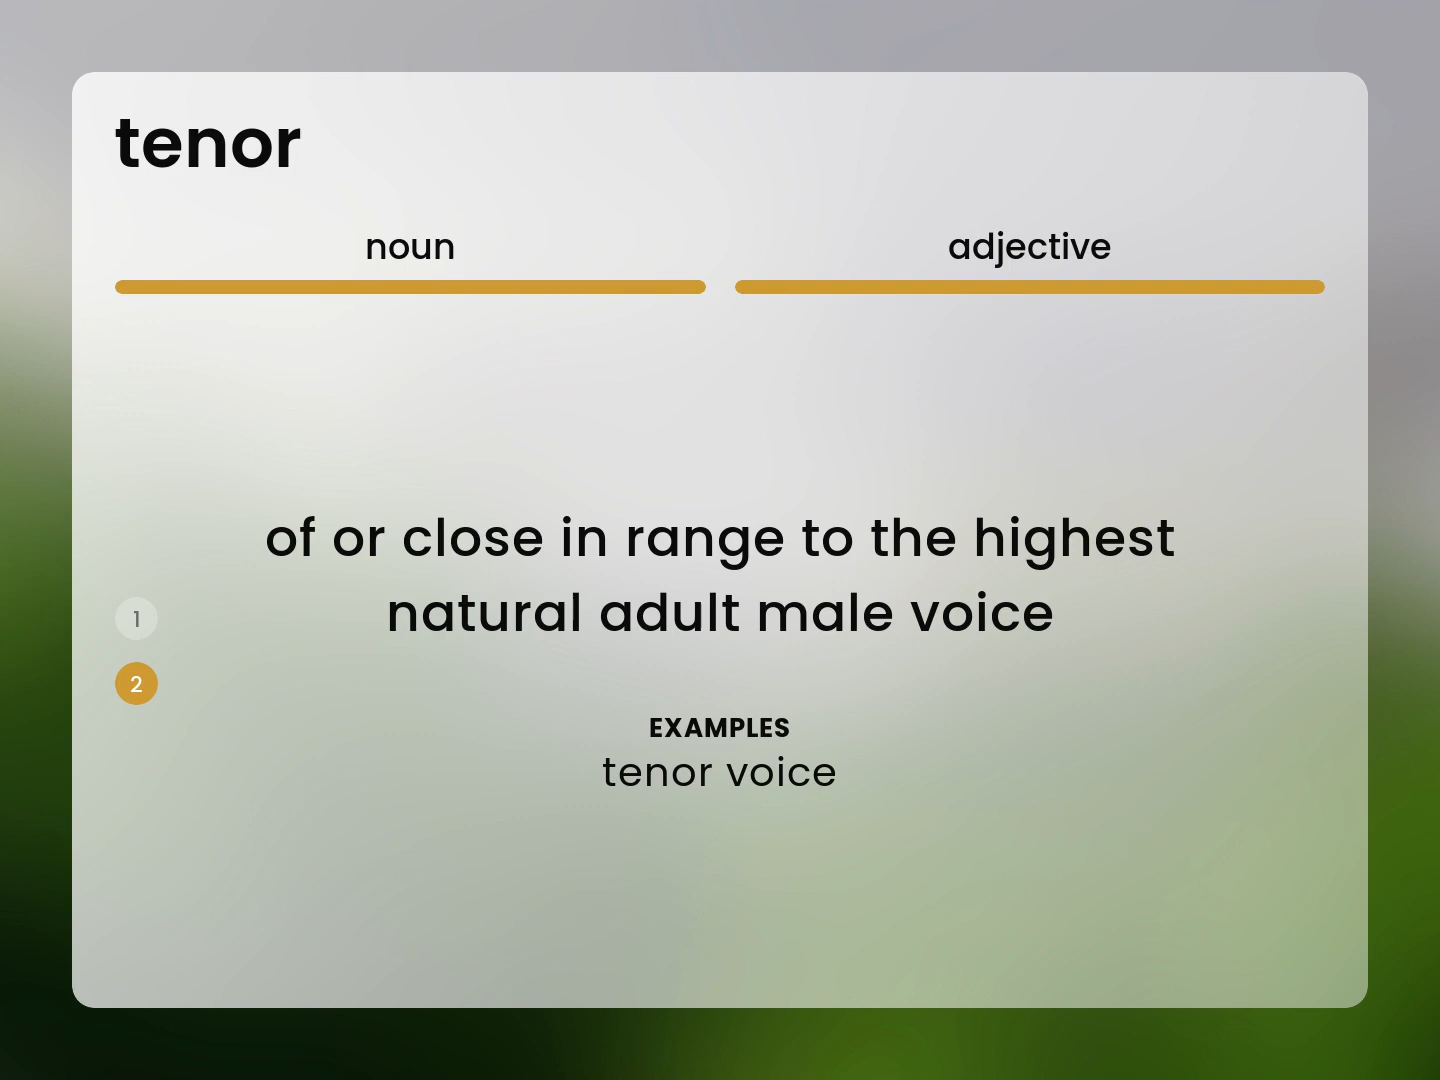 tenor
noun
adjective
of or close in range to the highest
natural adult male voice
1
2
EXAMPLES
tenor voice